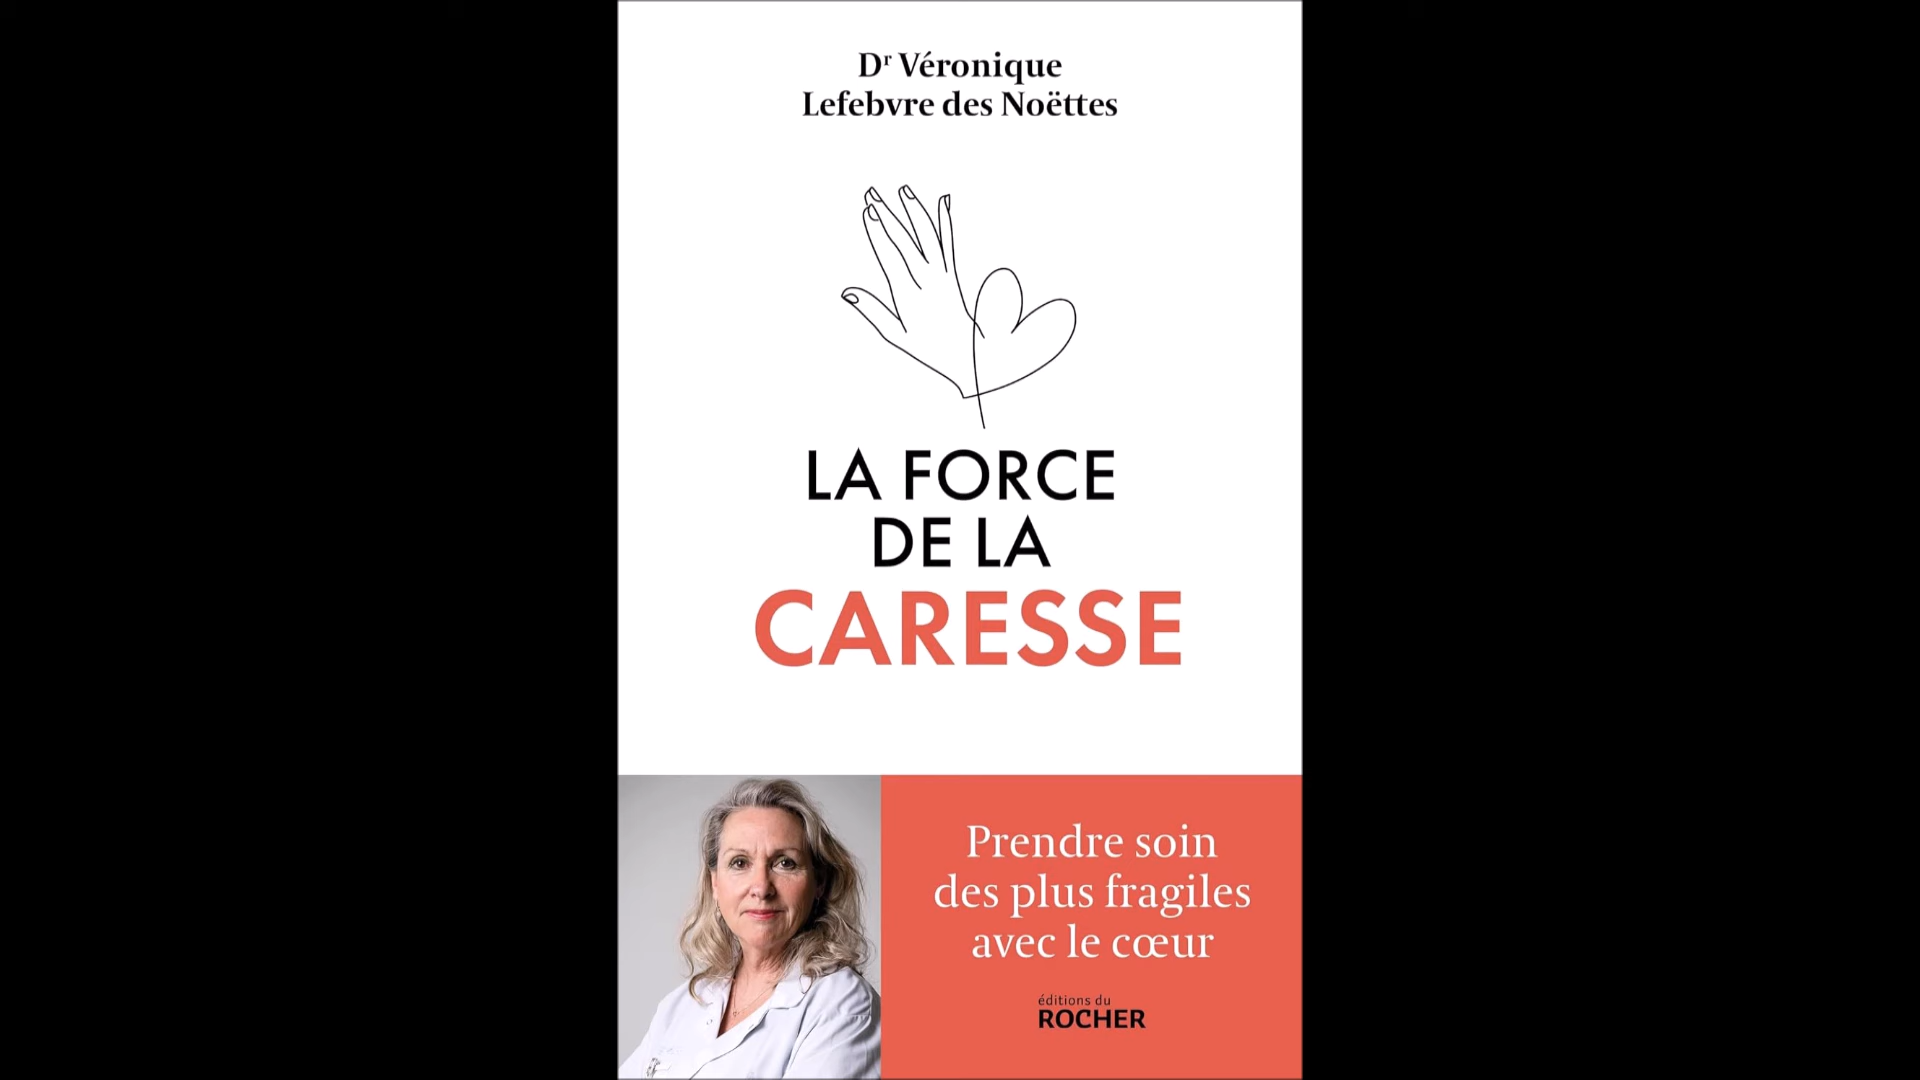 Dr Véronique
Lefebvre des Noëttes
LA FORCE
DE LA
CARESSE
Prendre soin
des plus fragiles
avec le cœur
éditions du
ROCHER